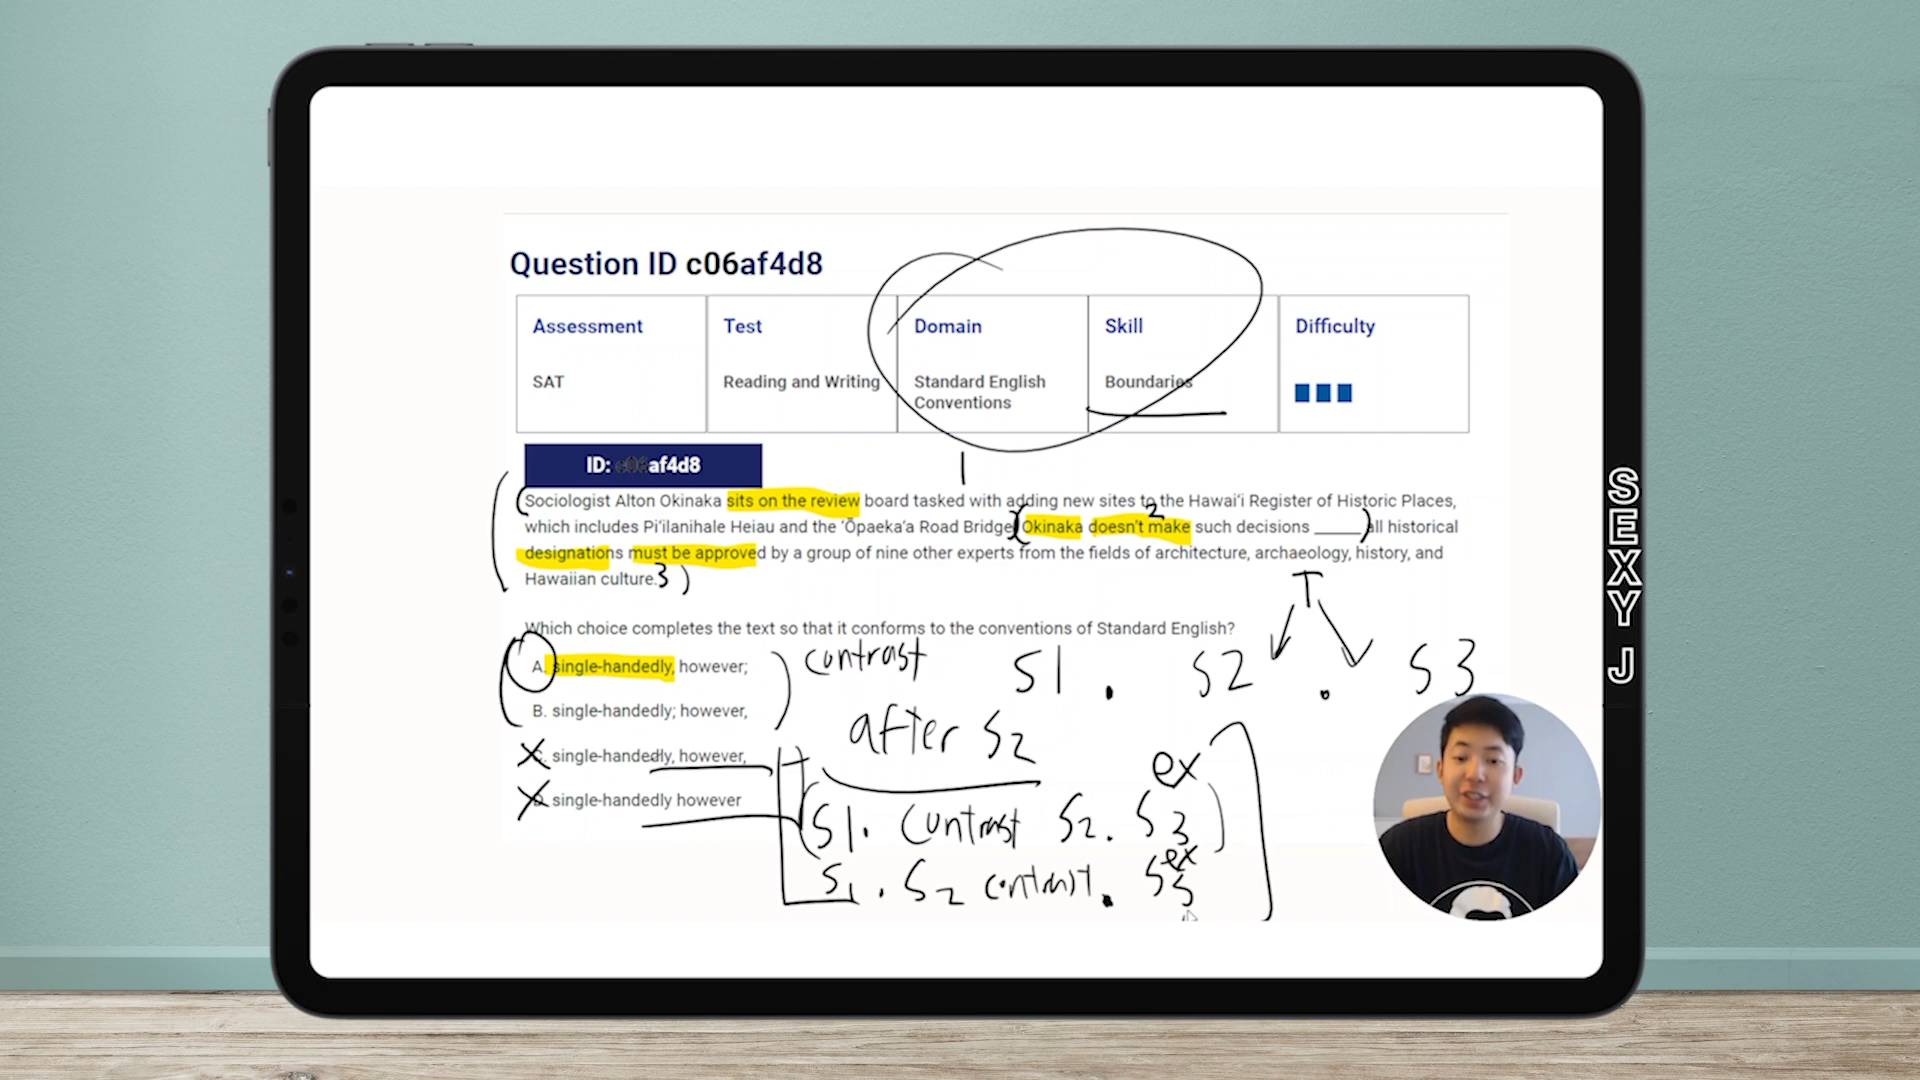 Question ID c06af4d8
Assessment Test Domain Skill Difficulty
SAT Reading and Writing Standard English Boundaries
Conventions
ID: c06af4d8
1
Sociologist Alton Okinaka sits on the review board tasked with adding new sites to the Hawai‘i Register of Historic Places,
2
which includes Pi‘ilanihale Heiau and the ‘Ōpaeka‘a Road Bridge Okinaka doesn’t make such decisions ______ all historical
designations must be approved by a group of nine other experts from the fields of architecture, archaeology, history, and
Hawaiian culture. 3
T
Which choice completes the text so that it conforms to the conventions of Standard English?
A. single-handedly, however;
contrast S1 . S2 . S3
B. single-handedly; however,
after S2
C. single-handedly, however,
ex
D. single-handedly however
S1. contrast S2. S3
ex
S1 . S2 contrast. S3
SEXY J